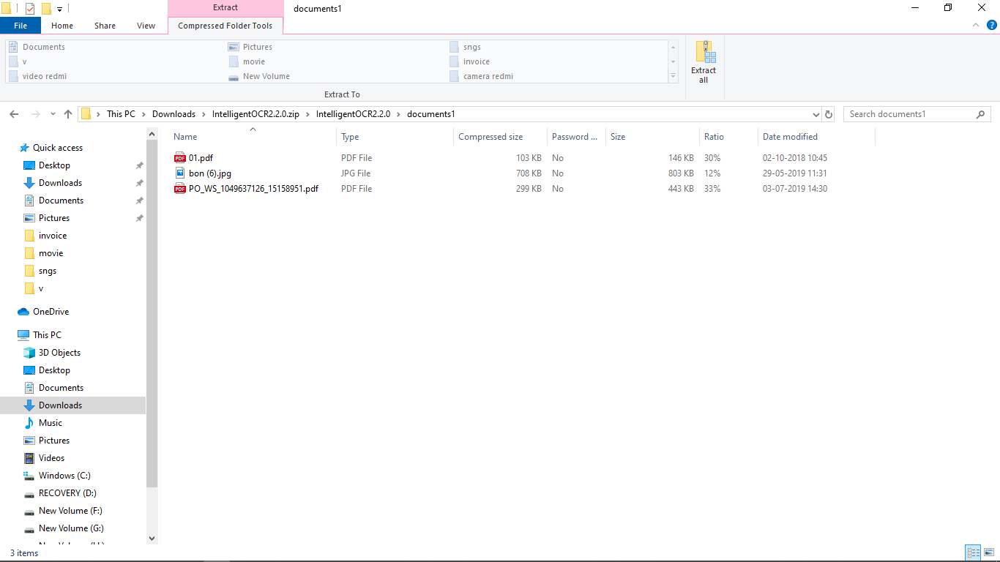 Extract
documents1
File
Home
Share
View
Compressed Folder Tools
Documents
Pictures
sngs
v
movie
invoice
video redmi
New Volume
camera redmi
Extract all
Extract To
This PC > Downloads > IntelligentOCR2.2.0.zip > IntelligentOCR2.2.0 > documents1
Search documents1
Name Type Compressed size Password ... Size Ratio Date modified
01.pdf PDF File 103 KB No 146 KB 30% 02-10-2018 10:45
bon (6).jpg JPG File 708 KB No 803 KB 12% 29-05-2019 11:31
PO_WS_1049637126_15158951.pdf PDF File 299 KB No 443 KB 33% 03-07-2019 14:30
Quick access
Desktop
Downloads
Documents
Pictures
invoice
movie
sngs
v
OneDrive
This PC
3D Objects
Desktop
Documents
Downloads
Music
Pictures
Videos
Windows (C:)
RECOVERY (D:)
New Volume (F:)
New Volume (G:)
3 items